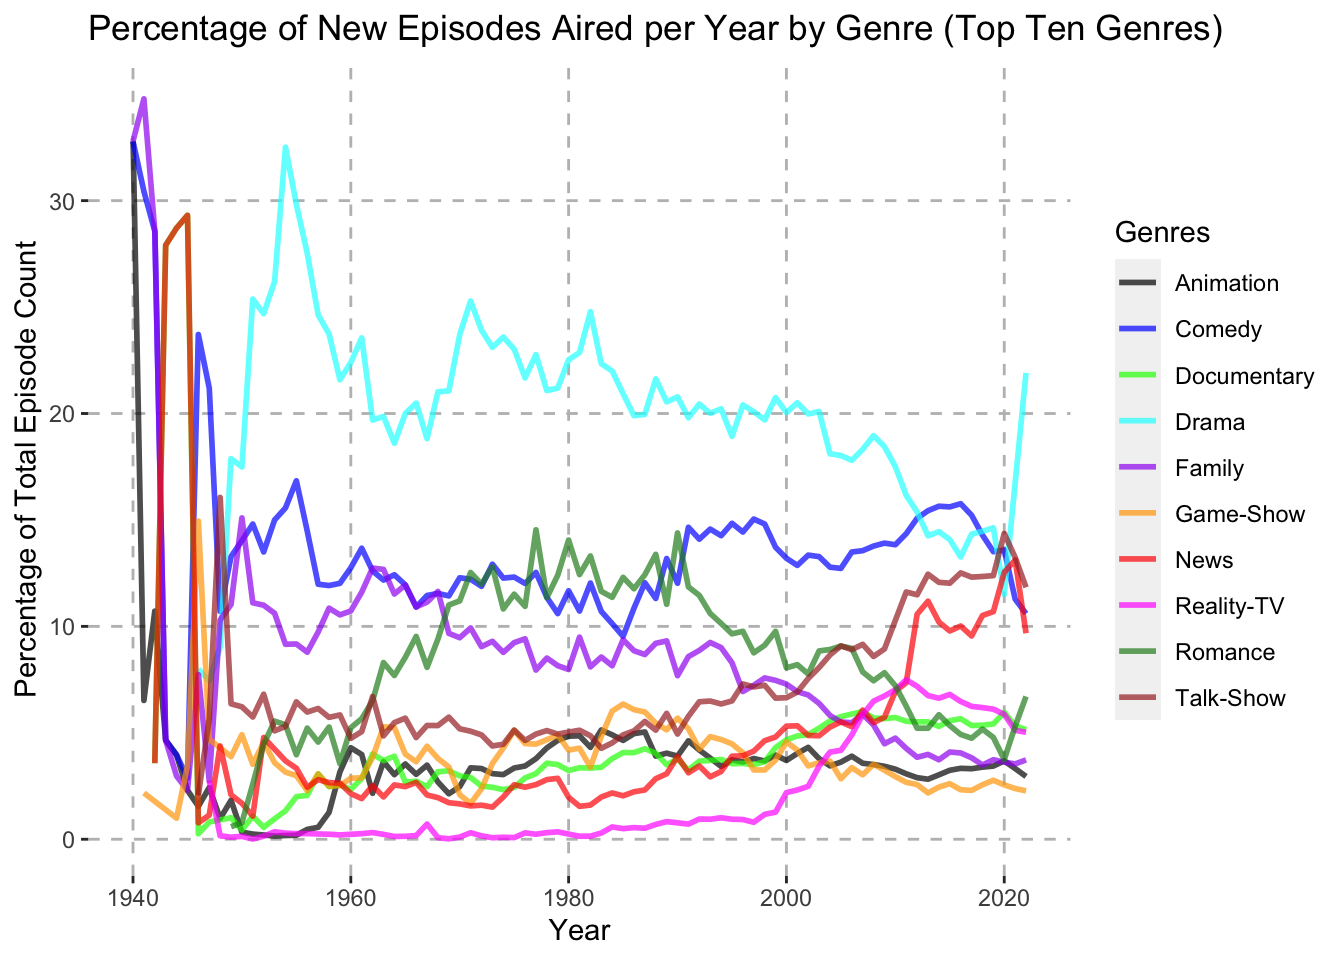 Percentage of New Episodes Aired per Year by Genre (Top Ten Genres)
Percentage of Total Episode Count
30
20
10
0
1940 1960 1980 2000 2020
Year
Genres
Animation
Comedy
Documentary
Drama
Family
Game-Show
News
Reality-TV
Romance
Talk-Show